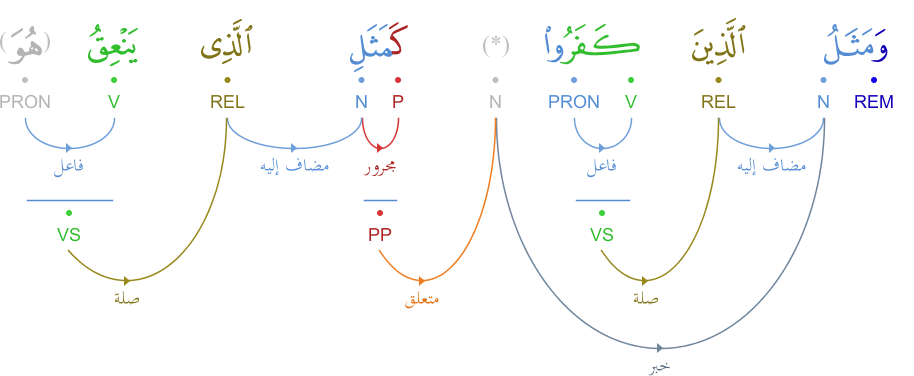 وَمَثَلُ ٱلَّذِينَ كَفَرُوا۟ (*) كَمَثَلِ ٱلَّذِى يَنْعِقُ (هُوَ)
REM N REL V PRON N P N REL V PRON
فاعل مضاف إليه مجرور فاعل مضاف إليه
VS PP VS
صلة متعلق صلة
خبر